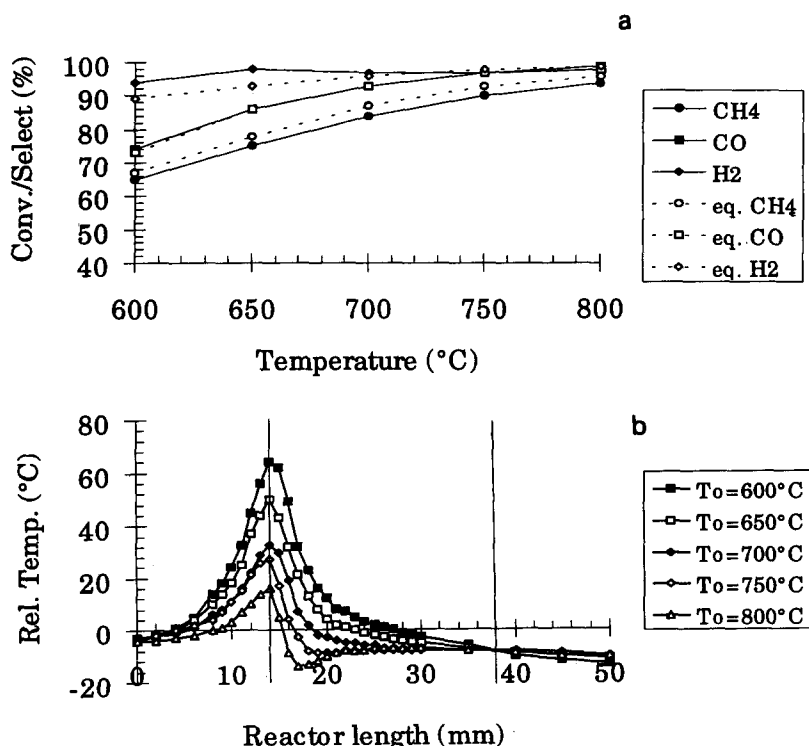 a
Conv./Select (%)
100
90
80
70
60
50
40
600 650 700 750 800
Temperature (°C)
CH4
CO
H2
eq. CH4
eq. CO
eq. H2
b
Rel. Temp. (°C)
80
60
40
20
0
-20
0 10 20 30 40 50
Reactor length (mm)
To=600°C
To=650°C
To=700°C
To=750°C
To=800°C